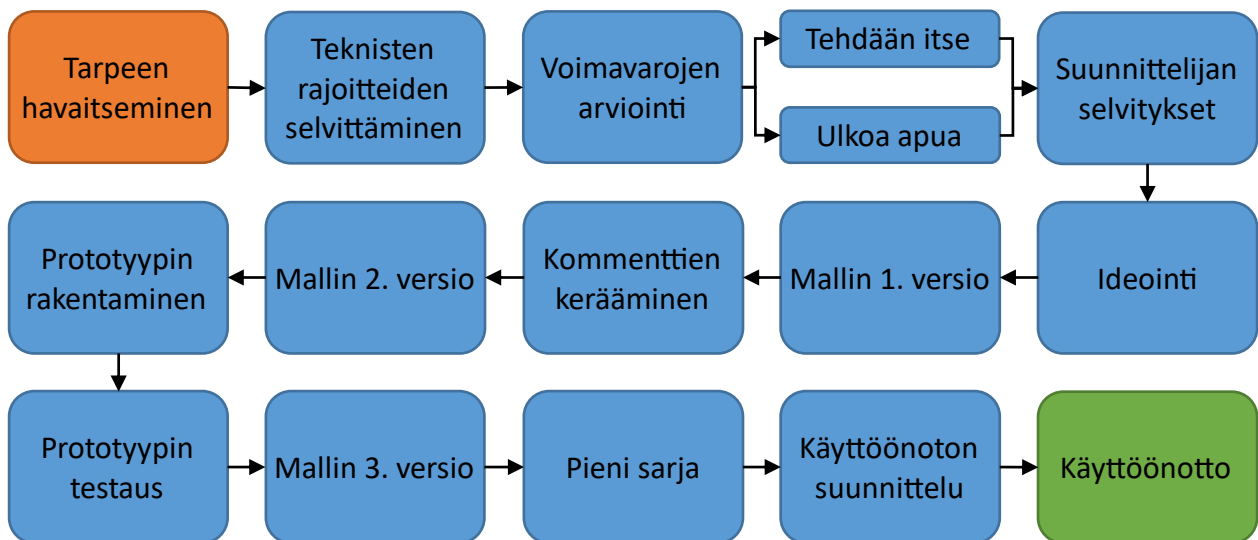 Tarpeen
havaitseminen
Teknisten
rajoitteiden
selvittäminen
Voimavarojen
arviointi
Tehdään itse
Ulkoa apua
Suunnittelijan
selvitykset
Ideointi
Mallin 1. versio
Kommenttien
kerääminen
Mallin 2. versio
Prototyypin
rakentaminen
Prototyypin
testaus
Mallin 3. versio
Pieni sarja
Käyttöönoton
suunnittelu
Käyttöönotto